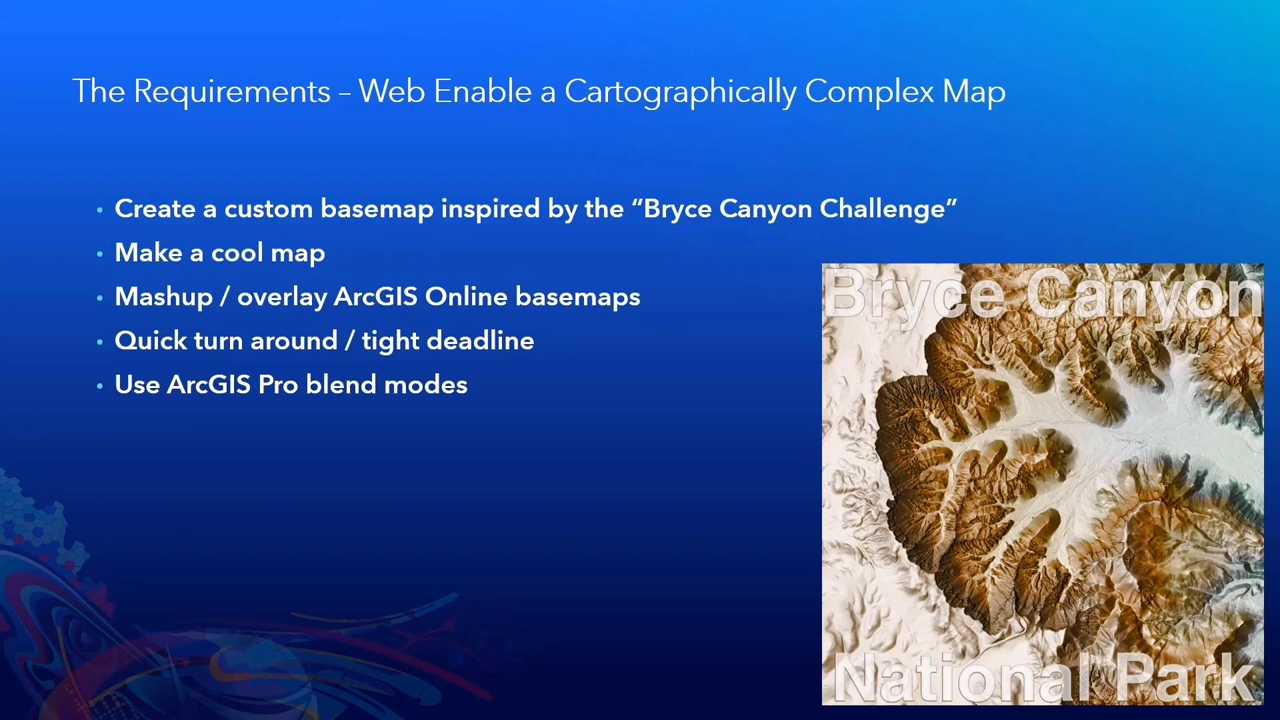 The Requirements – Web Enable a Cartographically Complex Map
• Create a custom basemap inspired by the “Bryce Canyon Challenge”
• Make a cool map
• Mashup / overlay ArcGIS Online basemaps
• Quick turn around / tight deadline
• Use ArcGIS Pro blend modes
Bryce Canyon
National Park